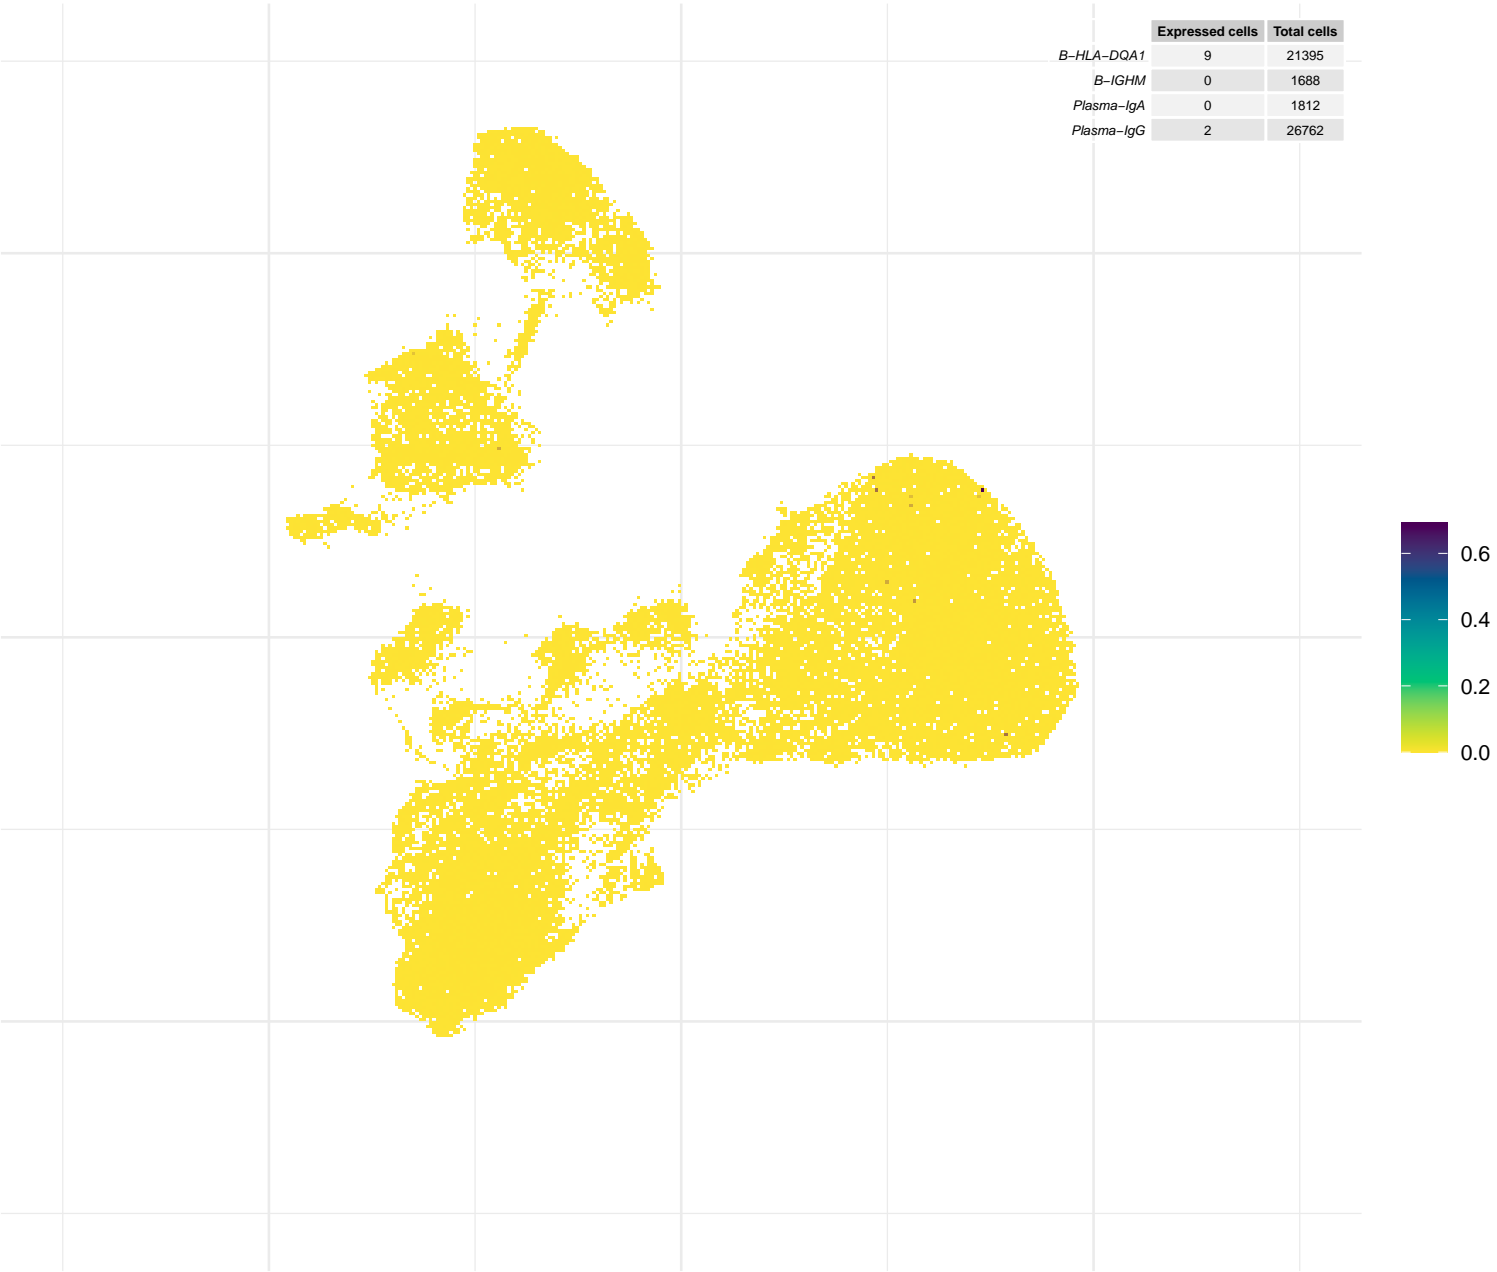 Expressed cells Total cells
B−HLA−DQA1 9 21395
B−IGHM 0 1688
Plasma−IgA 0 1812
Plasma−IgG 2 26762
0.6
0.4
0.2
0.0